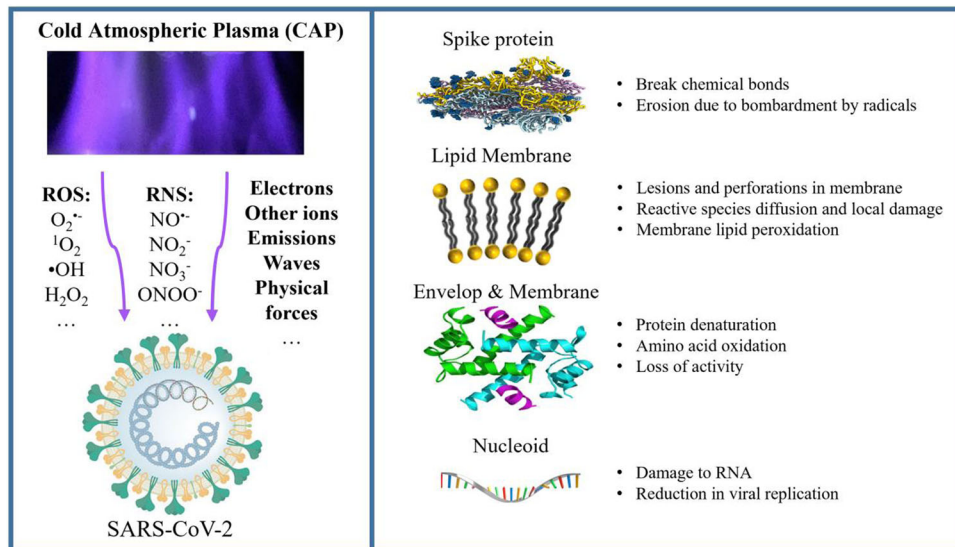 Cold Atmospheric Plasma (CAP)
ROS:
O₂•⁻
¹O₂
•OH
H₂O₂
…
RNS:
NO•⁻
NO₂⁻
NO₃⁻
ONOO⁻
…
Electrons
Other ions
Emissions
Waves
Physical
forces
…
SARS-CoV-2
Spike protein
• Break chemical bonds
• Erosion due to bombardment by radicals
Lipid Membrane
• Lesions and perforations in membrane
• Reactive species diffusion and local damage
• Membrane lipid peroxidation
Envelop & Membrane
• Protein denaturation
• Amino acid oxidation
• Loss of activity
Nucleoid
• Damage to RNA
• Reduction in viral replication